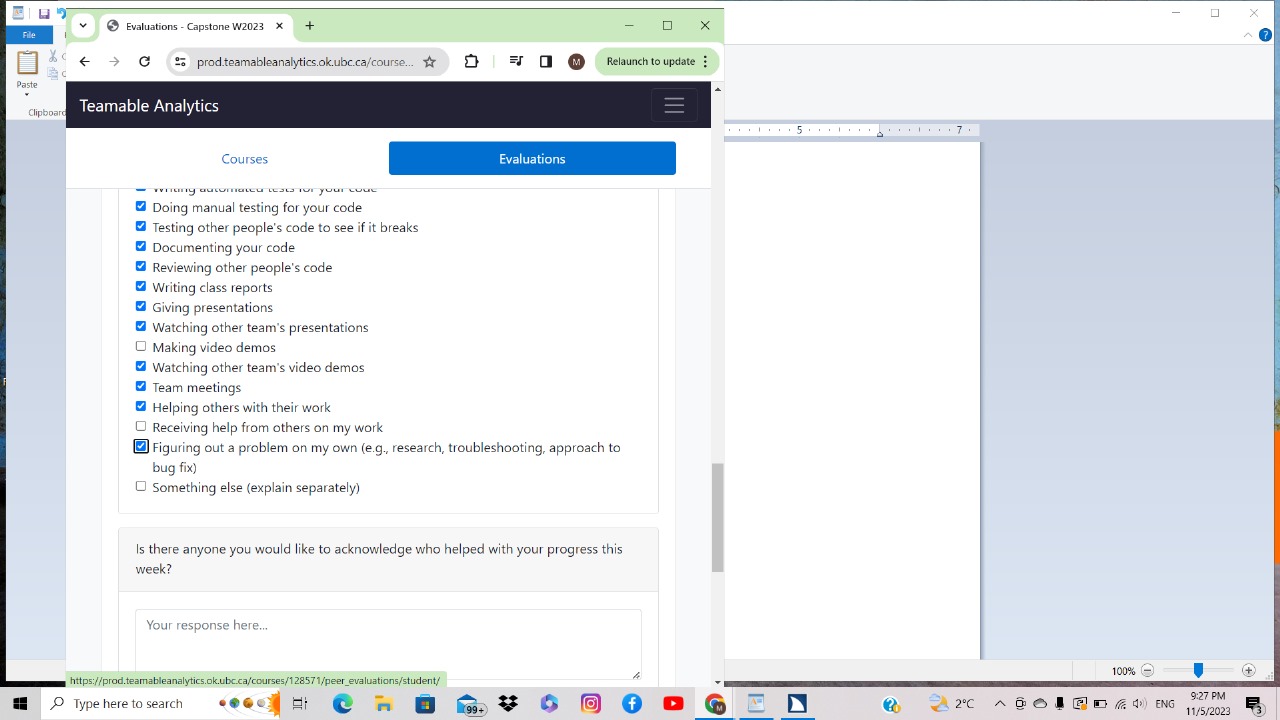 File
Evaluations - Capstone W2023
prod.teamableanalytics.ok.ubc.ca/course...
M
Relaunch to update
Paste
Clipboard
Teamable Analytics
5
7
Courses
Evaluations
Writing automated tests for your code
Doing manual testing for your code
Testing other people's code to see if it breaks
Documenting your code
Reviewing other people's code
Writing class reports
Giving presentations
Watching other team's presentations
Making video demos
Watching other team's video demos
Team meetings
Helping others with their work
Receiving help from others on my work
Figuring out a problem on my own (e.g., research, troubleshooting, approach to
bug fix)
Something else (explain separately)
Is there anyone you would like to acknowledge who helped with your progress this
week?
Your response here...
https://prod.teamableanalytics.ok.ubc.ca/courses/128571/peer_evaluations/student/
100%
Type here to search
99+
M
2°C
9:27 PM
11/5/2023
3